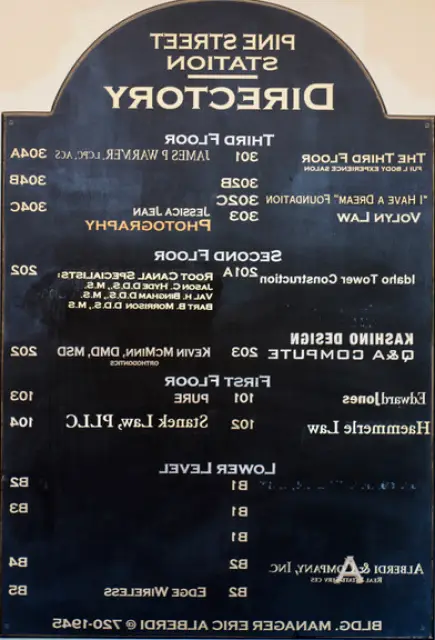 PINE STREET
STATION
DIRECTORY
THIRD FLOOR
THE THIRD FLOOR 301 JAMES P WARMER, LCPC, ACS 304A
FULL BODY EXPERIENCE SALON
302B 304B
"I HAVE A DREAM" FOUNDATION 302C JESSICA JEAN 304C
VOLYN LAW 303 PHOTOGRAPHY
SECOND FLOOR
Idaho Tower Construction 201A ROOT CANAL SPECIALISTS: 202
JASON C. HYDE D.D.S., M.S.
VAL H. BINGHAM D.D.S., M.S.
BART B. MORRISON D.D.S., M.S.
KASHINO DESIGN
Q&A COMPUTE 203 KEVIN MCMINN, DMD, MSD 202
ORTHODONTICS
FIRST FLOOR
EdwardJones 101 PURE 103
Haemmerle Law 102 Stanek Law, PLLC 104
LOWER LEVEL
B1 B2
B1 B3
B1
ALBERDI & COMPANY, INC B2 B4
REAL ESTATE
B2 EDGE WIRELESS B5
BLDG. MANAGER ERIC ALBERDI @ 720-1945